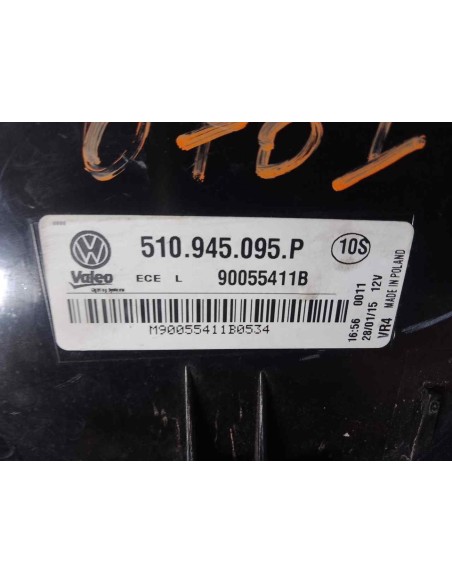 510.945.095.P
10S
VW
Valeo
ECE L 90055411B
M90055411B0534
16:56 0011
28/01/15 12V
VR4 MADE IN POLAND